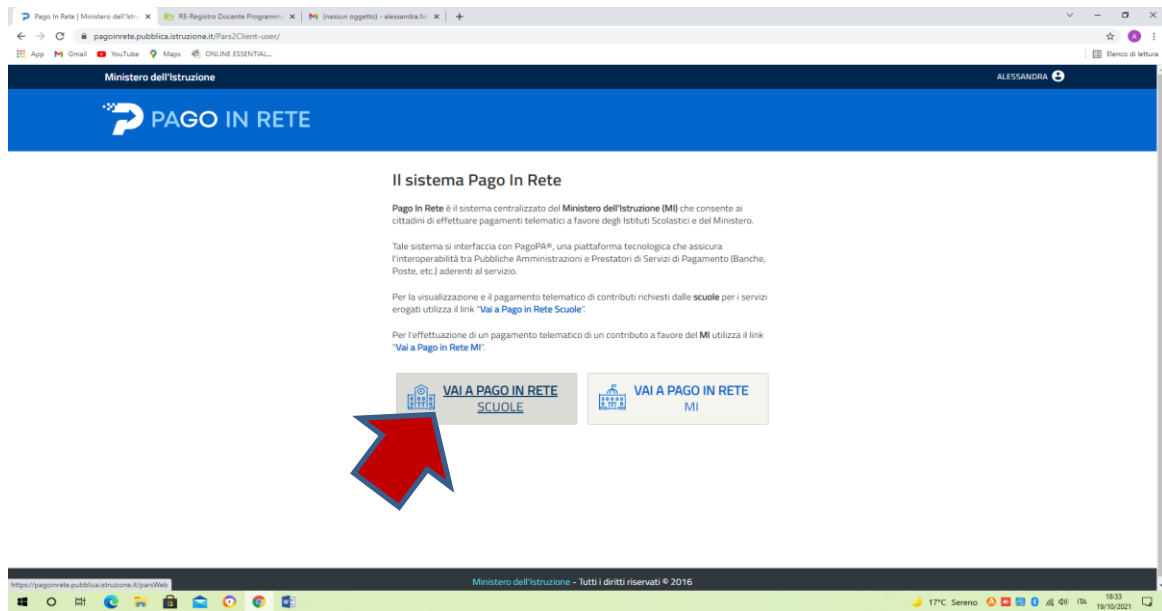 Pago In Rete | Ministero dell'Istru
RE-Registro Docente Programm
(nessun oggetto) - alessandra.
pagoinrete.pubblica.istruzione.it/Pars2Client-user/
App Gmail YouTube Maps ONLINE ESSENTIAL... Elenco di lettura
Ministero dell'Istruzione ALESSANDRA
PAGO IN RETE
Il sistema Pago In Rete
Pago In Rete è il sistema centralizzato del Ministero dell'Istruzione (MI) che consente ai
cittadini di effettuare pagamenti telematici a favore degli Istituti Scolastici e del Ministero.
Tale sistema si interfaccia con PagoPA®, una piattaforma tecnologica che assicura
l'interoperabilità tra Pubbliche Amministrazioni e Prestatori di Servizi di Pagamento (Banche,
Poste, etc.) aderenti al servizio.
Per la visualizzazione e il pagamento telematico di contributi richiesti dalle scuole per i servizi
erogati utilizza il link "Vai a Pago in Rete Scuole".
Per l'effettuazione di un pagamento telematico di un contributo a favore del MI utilizza il link
"Vai a Pago in Rete MI".
VAI A PAGO IN RETE
SCUOLE
VAI A PAGO IN RETE
MI
Ministero dell'Istruzione - Tutti i diritti riservati © 2016
https://pagoinrete.pubblica.istruzione.it/parsWeb
17°C Sereno ITA 18:33
19/10/2021